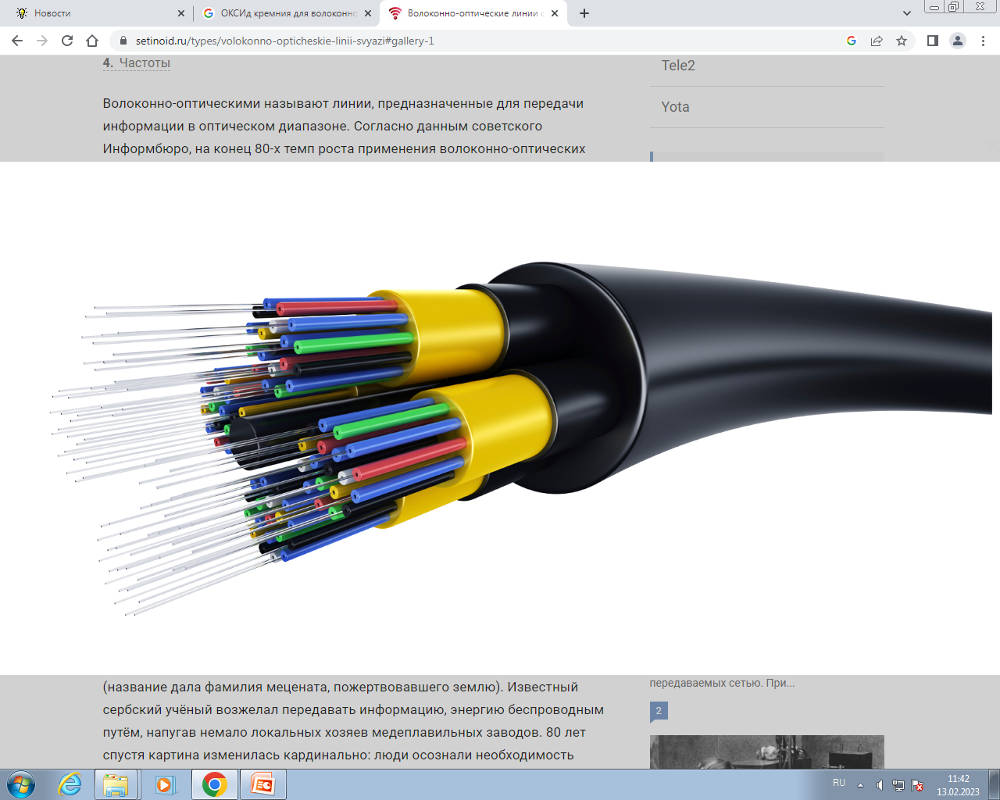 Новости
ОКСИд кремния для волоконно
Волоконно-оптические линии с
setinoid.ru/types/volokonno-opticheskie-linii-svyazi#gallery-1
4. Частоты
Волоконно-оптическими называют линии, предназначенные для передачи
информации в оптическом диапазоне. Согласно данным советского
Информбюро, на конец 80-х темп роста применения волоконно-оптических
Tele2
Yota
(название дала фамилия мецената, пожертвовавшего землю). Известный
сербский учёный возжелал передавать информацию, энергию беспроводным
путём, напугав немало локальных хозяев медеплавильных заводов. 80 лет
спустя картина изменилась кардинально: люди осознали необходимость
передаваемых сетью. При...
2
RU
11:42
13.02.2023